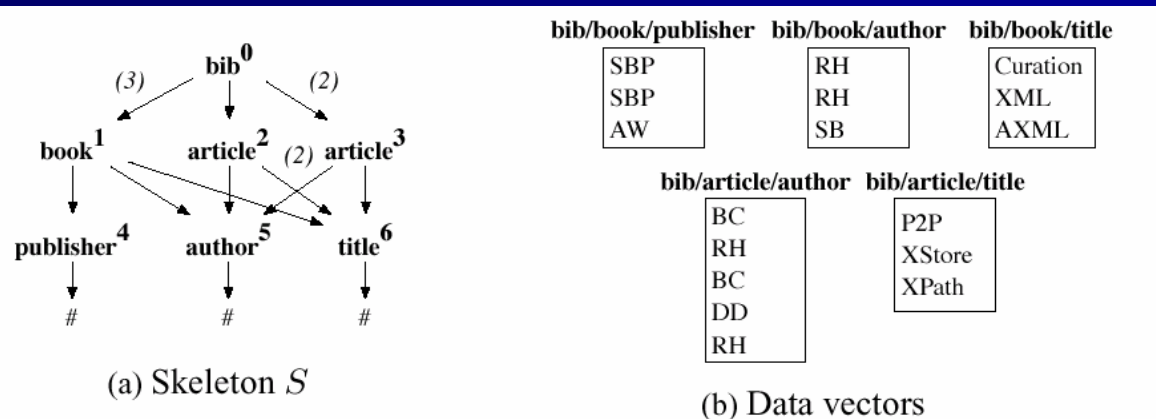 bib0
(3)
(2)
book1
article2
(2)
article3
publisher4
author5
title6
#
#
#
(a) Skeleton S
bib/book/publisher
SBP
SBP
AW
bib/book/author
RH
RH
SB
bib/book/title
Curation
XML
AXML
bib/article/author
BC
RH
BC
DD
RH
bib/article/title
P2P
XStore
XPath
(b) Data vectors